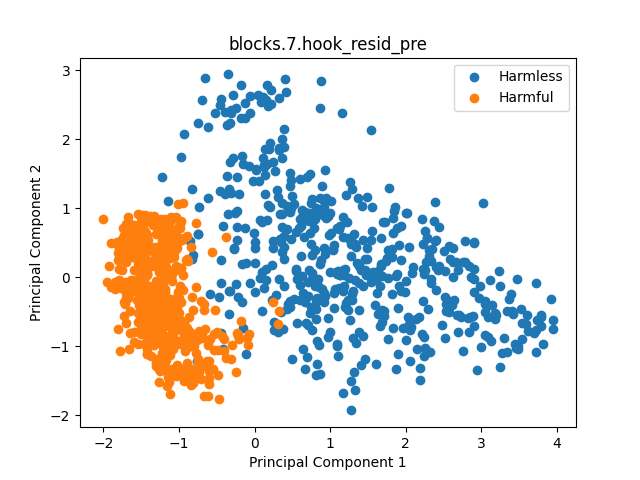 blocks.7.hook_resid_pre
Harmless
Harmful
3
2
1
0
−1
−2
Principal Component 2
−2
−1
0
1
2
3
4
Principal Component 1